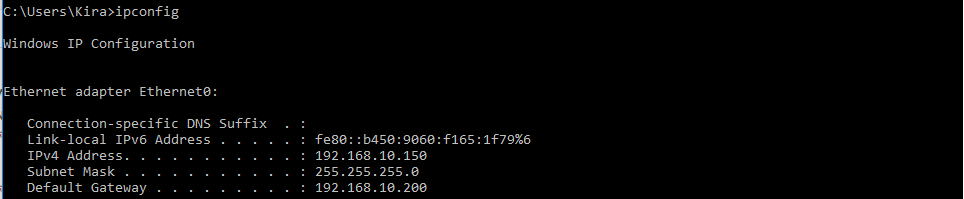 C:\Users\Kira>ipconfig
Windows IP Configuration
Ethernet adapter Ethernet0:
Connection-specific DNS Suffix  . :
Link-local IPv6 Address . . . . . : fe80::b450:9060:f165:1f79%6
IPv4 Address. . . . . . . . . . . : 192.168.10.150
Subnet Mask . . . . . . . . . . . : 255.255.255.0
Default Gateway . . . . . . . . . : 192.168.10.200